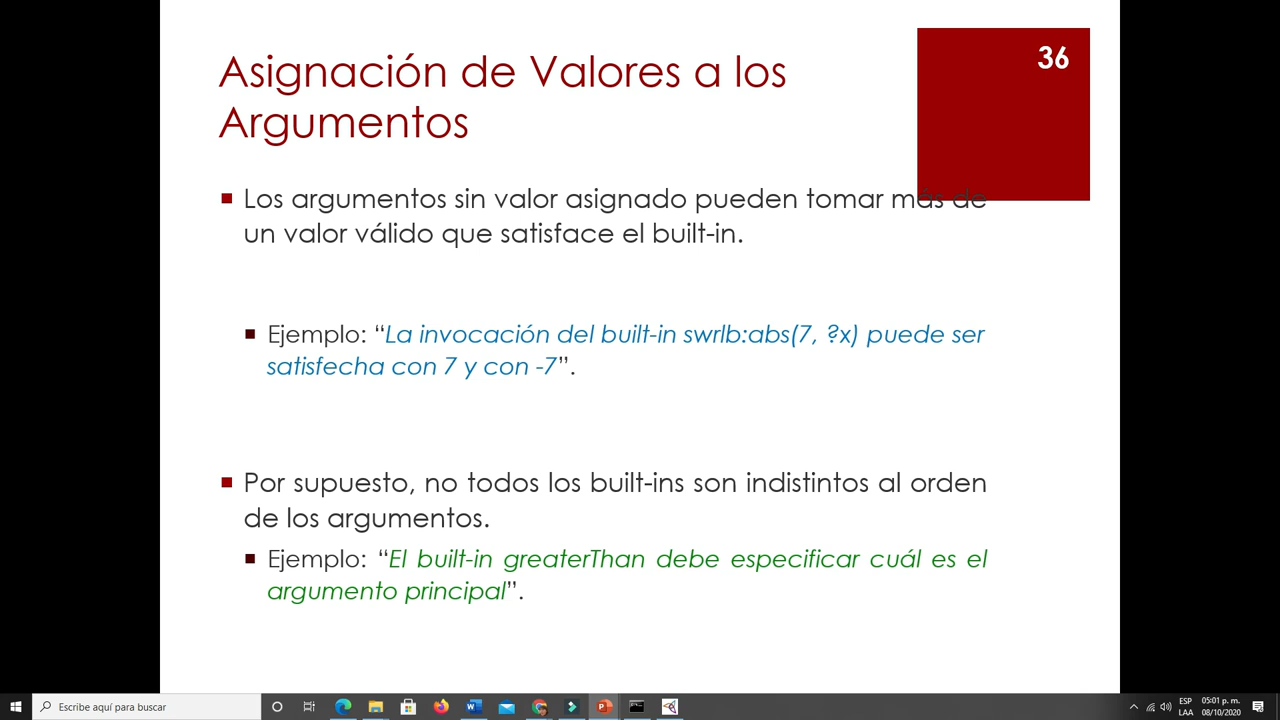 36
Asignación de Valores a los
Argumentos
Los argumentos sin valor asignado pueden tomar más de
un valor válido que satisface el built-in.
Ejemplo: “La invocación del built-in swrlb:abs(7, ?x) puede ser
satisfecha con 7 y con -7”.
Por supuesto, no todos los built-ins son indistintos al orden
de los argumentos.
Ejemplo: “El built-in greaterThan debe especificar cuál es el
argumento principal”.
Escribe aquí para buscar
ESP
LAA
05:01 p. m.
08/10/2020